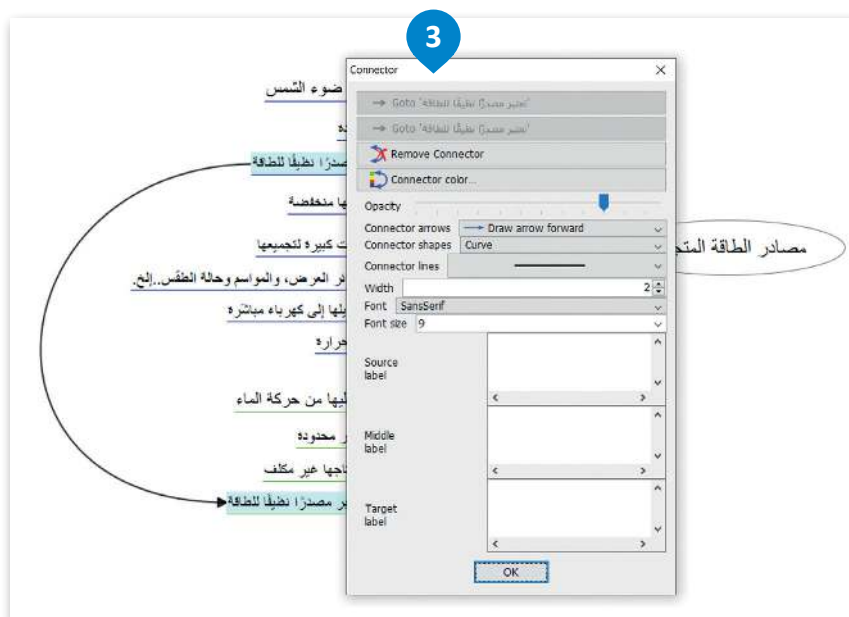 3
Connector
→ Goto 'تعتبر مصدرًا نظيفًا للطاقة'
→ Goto 'تعتبر مصدرًا نظيفًا للطاقة'
Remove Connector
Connector color...
Opacity
Connector arrows → Draw arrow forward
Connector shapes Curve
Connector lines
Width 2
Font SansSerif
Font size 9
Source
label
Middle
label
Target
label
OK
ضوء الشمس
مصدرًا نظيفًا للطاقة
منخفضة
كبيرة لتجميعها
العرض، والمواسم وحالة الطقس..إلخ.
إلى كهرباء مباشرة
حرارة
من حركة الماء
محدودة
غير مكلف
مصدرًا نظيفًا للطاقة
مصادر الطاقة